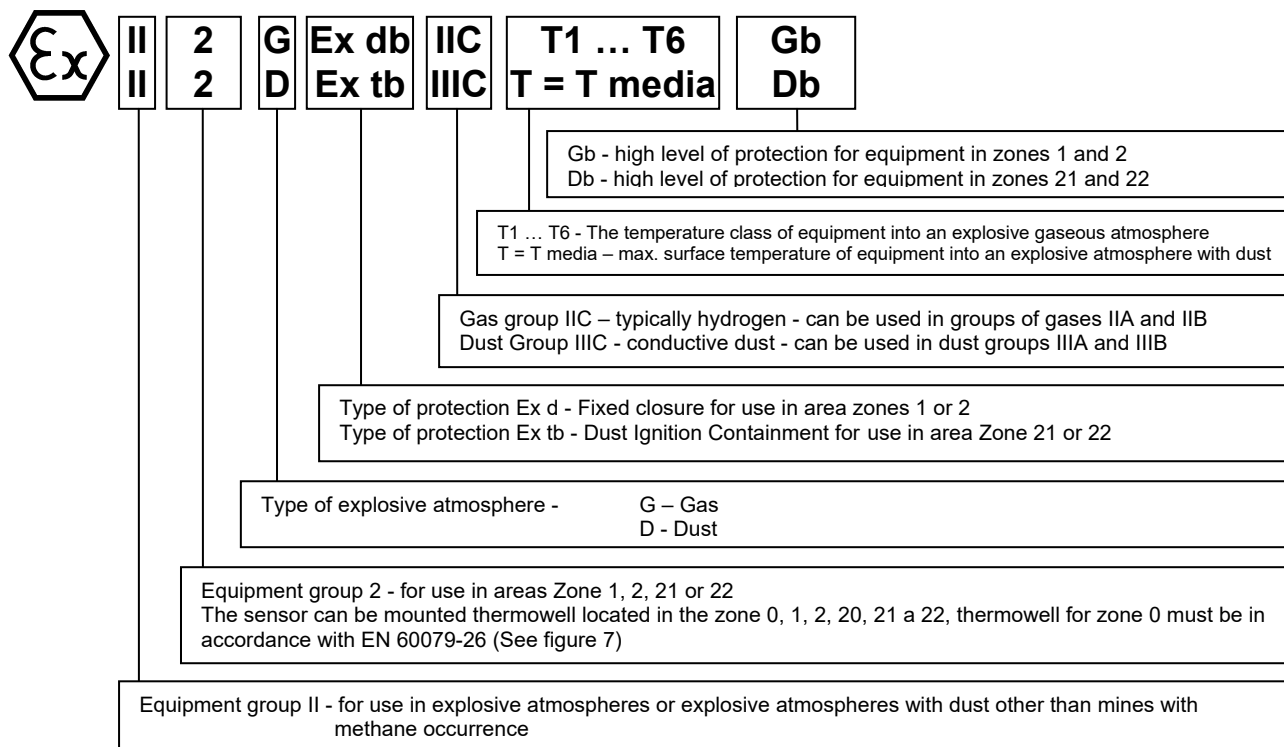 Ex II 2 G Ex db IIC T1 … T6 Gb
II 2 D Ex tb IIIC T = T media Db
Gb - high level of protection for equipment in zones 1 and 2
Db - high level of protection for equipment in zones 21 and 22
T1 … T6 - The temperature class of equipment into an explosive gaseous atmosphere
T = T media – max. surface temperature of equipment into an explosive atmosphere with dust
Gas group IIC – typically hydrogen - can be used in groups of gases IIA and IIB
Dust Group IIIC - conductive dust - can be used in dust groups IIIA and IIIB
Type of protection Ex d - Fixed closure for use in area zones 1 or 2
Type of protection Ex tb - Dust Ignition Containment for use in area Zone 21 or 22
Type of explosive atmosphere - G – Gas
D - Dust
Equipment group 2 - for use in areas Zone 1, 2, 21 or 22
The sensor can be mounted thermowell located in the zone 0, 1, 2, 20, 21 a 22, thermowell for zone 0 must be in
accordance with EN 60079-26 (See figure 7)
Equipment group II - for use in explosive atmospheres or explosive atmospheres with dust other than mines with
methane occurrence